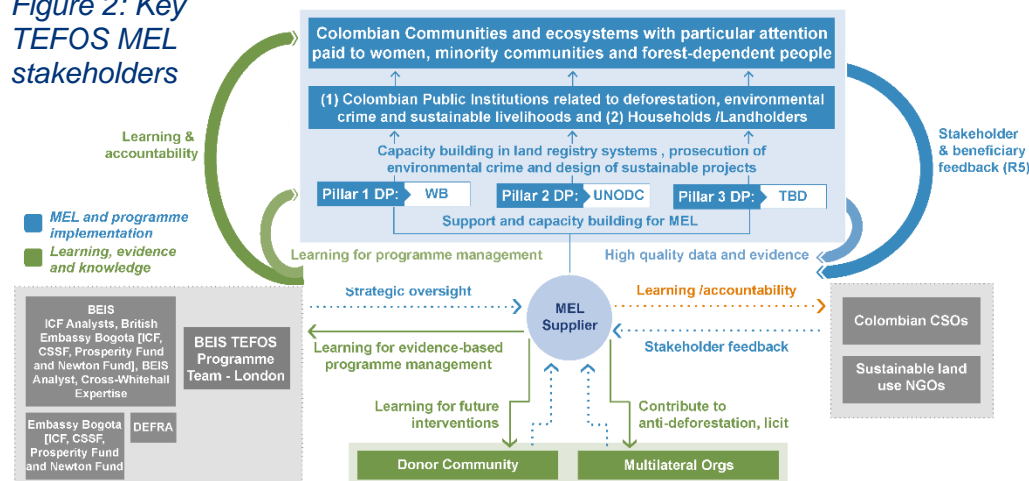 Figure 2: Key
TEFOS MEL
stakeholders
Colombian Communities and ecosystems with particular attention
paid to women, minority communities and forest-dependent people
(1) Colombian Public Institutions related to deforestation, environmental
crime and sustainable livelihoods and (2) Households /Landholders
Learning &
accountability
Stakeholder
& beneficiary
feedback (R5)
Capacity building in land registry systems , prosecution of
environmental crime and design of sustainable projects
Pillar 1 DP: WB
Pillar 2 DP: UNODC
Pillar 3 DP: TBD
Support and capacity building for MEL
MEL and programme
implementation
Learning, evidence
and knowledge
Learning for programme management
High quality data and evidence
BEIS
ICF Analysts, British
Embassy Bogota [ICF,
CSSF, Prosperity Fund
and Newton Fund], BEIS
Analyst, Cross-Whitehall
Expertise
BEIS TEFOS
Programme
Team - London
Embassy Bogota
[ICF, CSSF,
Prosperity Fund
and Newton Fund
DEFRA
Strategic oversight
MEL
Supplier
Learning /accountability
Learning for evidence-based
programme management
Stakeholder feedback
Colombian CSOs
Sustainable land
use NGOs
Learning for future
interventions
Contribute to
anti-deforestation, licit
Donor Community
Multilateral Orgs